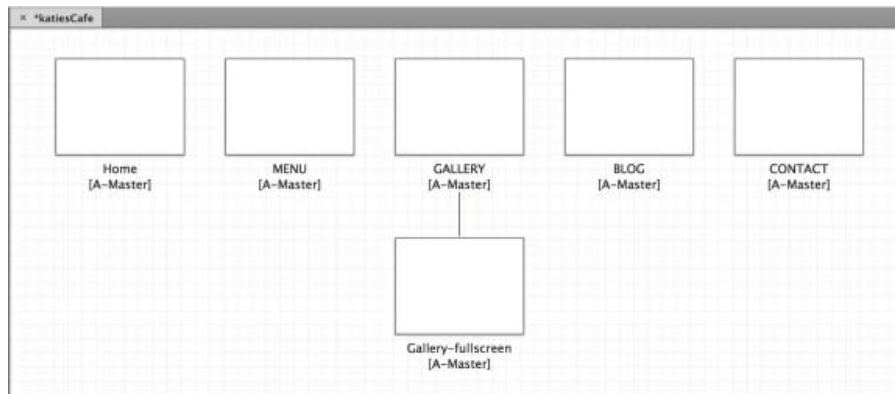 × *katiesCafe
Home
[A-Master]
MENU
[A-Master]
GALLERY
[A-Master]
BLOG
[A-Master]
CONTACT
[A-Master]
Gallery-fullscreen
[A-Master]